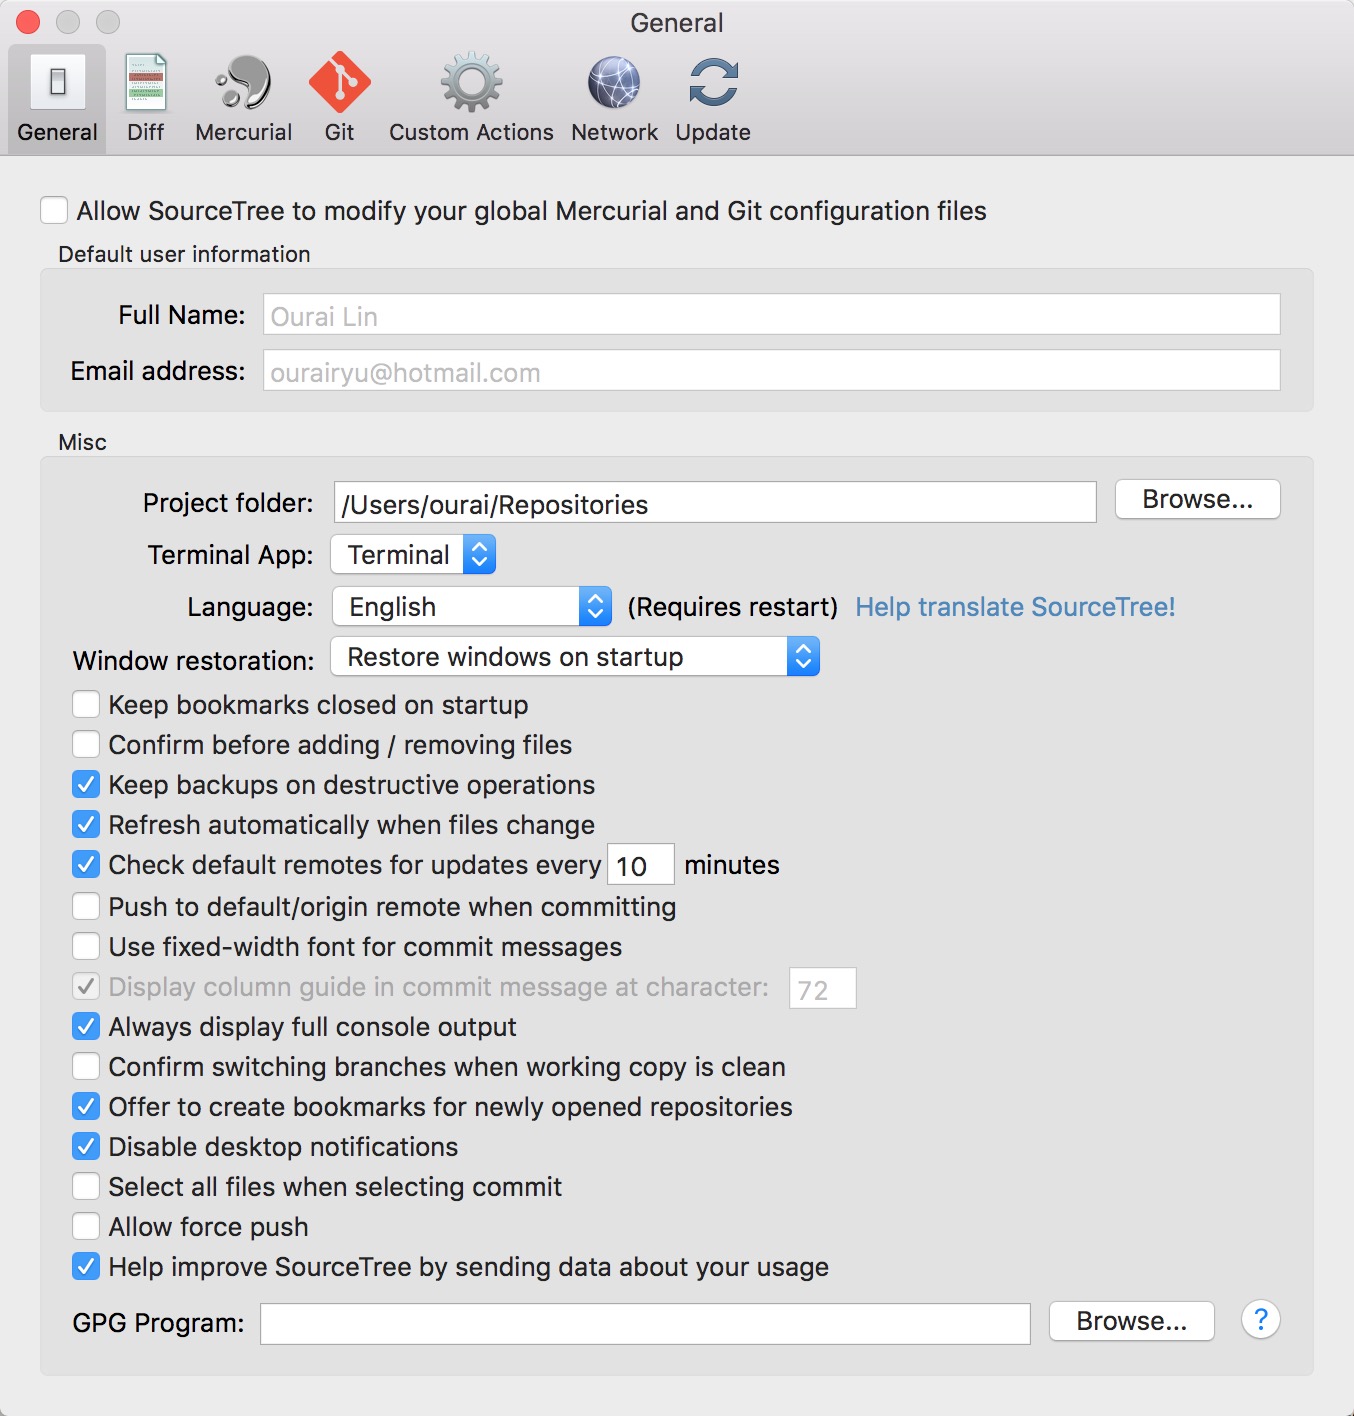 General
General Diff Mercurial Git Custom Actions Network Update
Allow SourceTree to modify your global Mercurial and Git configuration files
Default user information
Full Name: Ourai Lin
Email address: ourairyu@hotmail.com
Misc
Project folder: /Users/ourai/Repositories Browse...
Terminal App: Terminal
Language: English (Requires restart) Help translate SourceTree!
Window restoration: Restore windows on startup
Keep bookmarks closed on startup
Confirm before adding / removing files
Keep backups on destructive operations
Refresh automatically when files change
Check default remotes for updates every 10 minutes
Push to default/origin remote when committing
Use fixed-width font for commit messages
Display column guide in commit message at character: 72
Always display full console output
Confirm switching branches when working copy is clean
Offer to create bookmarks for newly opened repositories
Disable desktop notifications
Select all files when selecting commit
Allow force push
Help improve SourceTree by sending data about your usage
GPG Program: Browse... ?